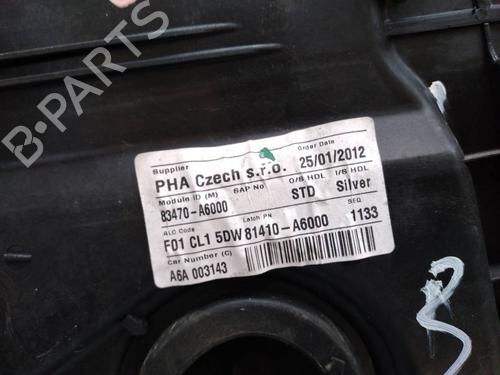 B-PARTS
Supplier Order Date
PHA Czech s.r.o. 25/01/2012
Module ID (M) SAP No O/S HDL I/S HDL
83470-A6000 STD Silver
ALC Code Latch PN SEQ
F01 CL1 5DW 81410-A6000 1133
Car Number (C)
A6A 003143
3